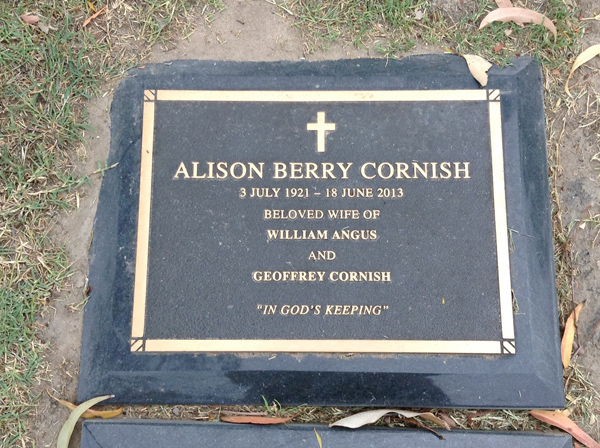 ALISON BERRY CORNISH
3 JULY 1921 – 18 JUNE 2013
BELOVED WIFE OF
WILLIAM ANGUS
AND
GEOFFREY CORNISH
"IN GOD'S KEEPING"